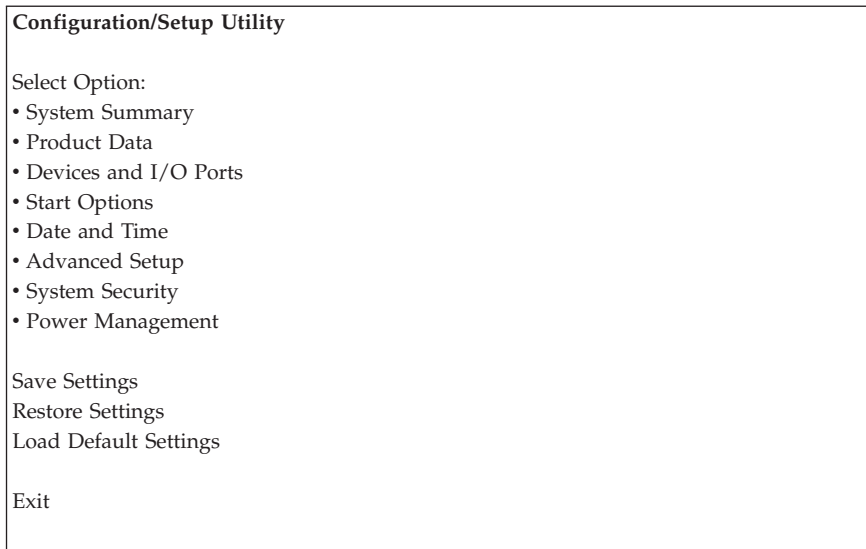 Configuration/Setup Utility
Select Option:
• System Summary
• Product Data
• Devices and I/O Ports
• Start Options
• Date and Time
• Advanced Setup
• System Security
• Power Management
Save Settings
Restore Settings
Load Default Settings
Exit